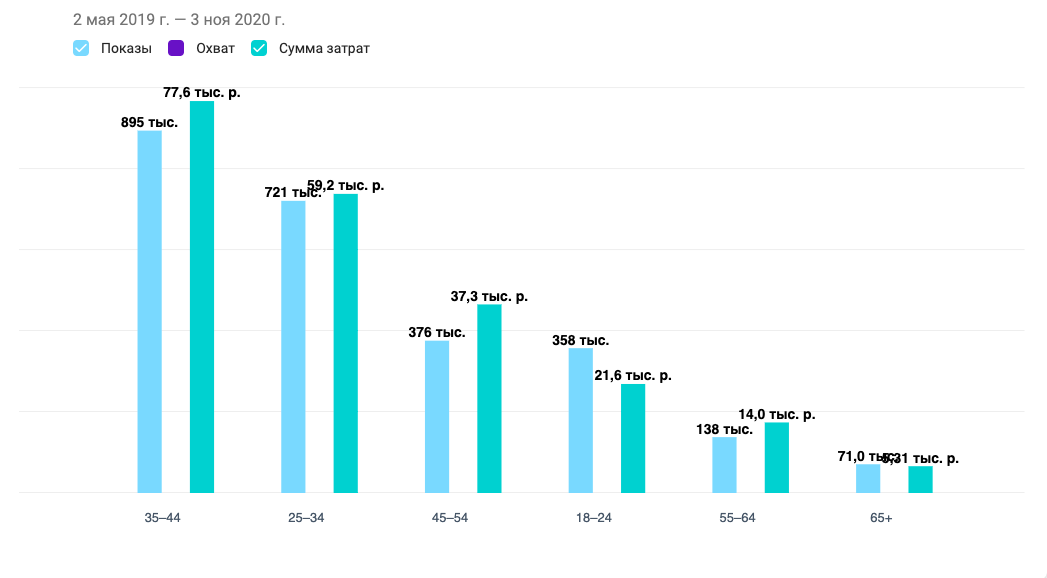 2 мая 2019 г. — 3 ноя 2020 г.
Показы Охват Сумма затрат
77,6 тыс. р.
895 тыс.
59,2 тыс. р.
721 тыс.
37,3 тыс. р.
376 тыс.
358 тыс.
21,6 тыс. р.
14,0 тыс. р.
138 тыс.
71,0 тыс.
5,31 тыс. р.
35–44 25–34 45–54 18–24 55–64 65+